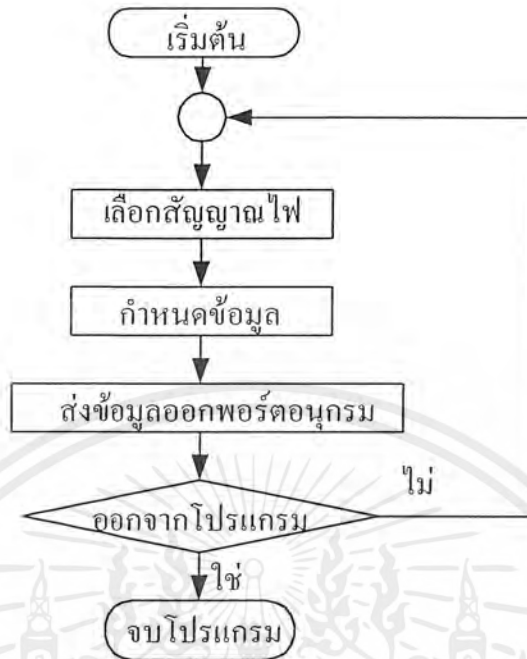 เริ่มต้น
เลือกสัญญาณไฟ
กำหนดข้อมูล
ส่งข้อมูลออกพอร์ตอนุกรม
ออกจากโปรแกรม
ไม่
ใช่
จบโปรแกรม